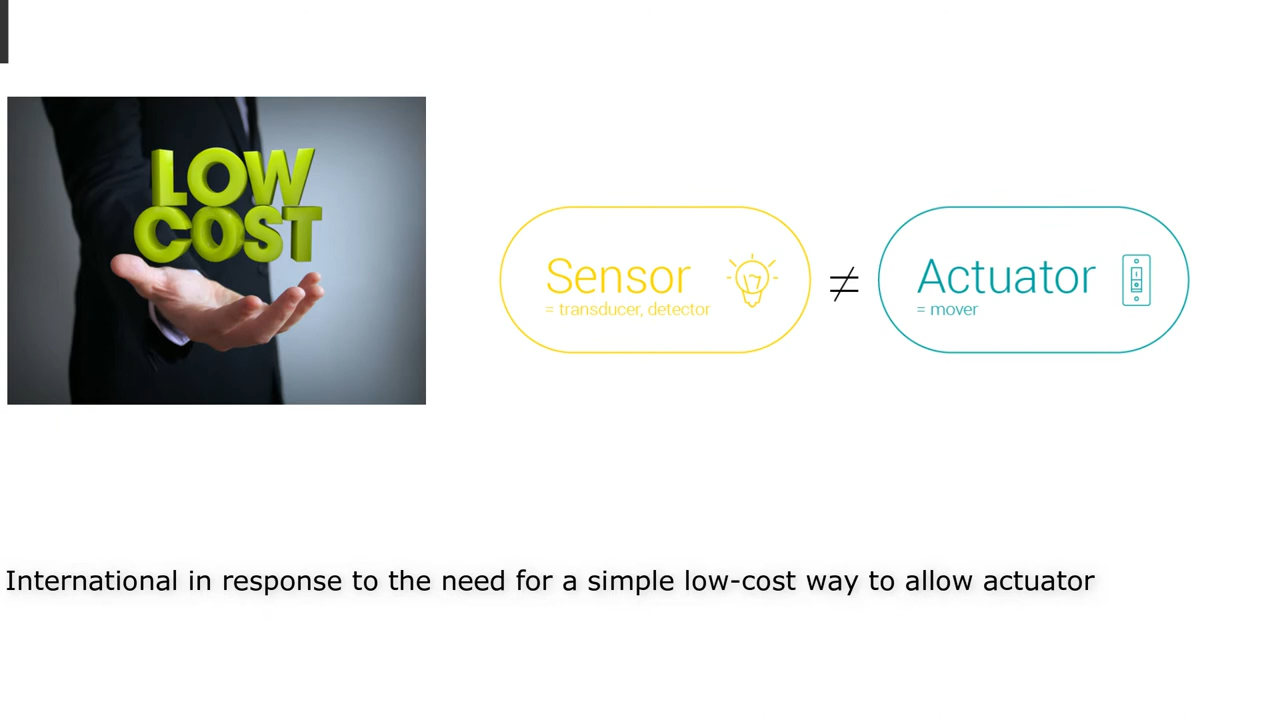 LOW
COST
Sensor
= transducer, detector
≠
Actuator
= mover
International in response to the need for a simple low-cost way to allow actuator